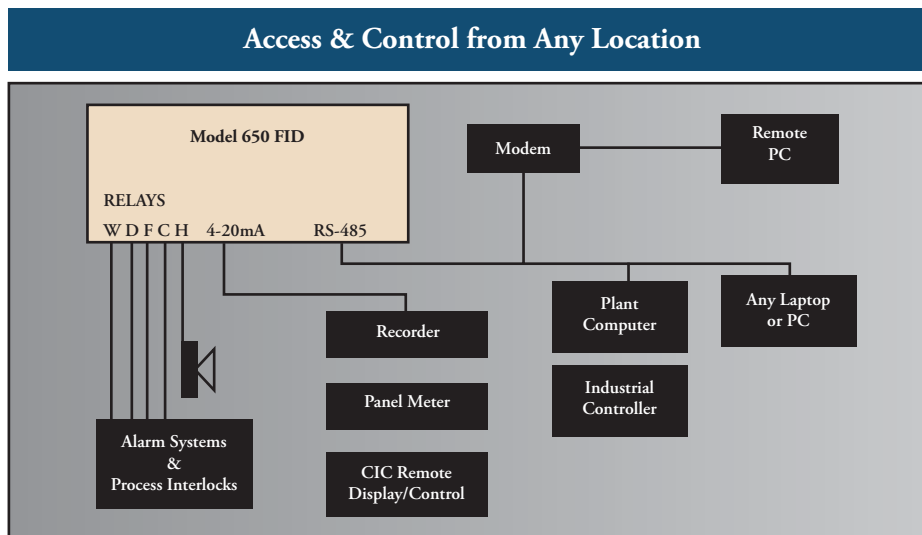 Access & Control from Any Location
Model 650 FID
RELAYS
W D F C H 4-20mA RS-485
Modem
Remote
PC
Recorder
Plant
Computer
Any Laptop
or PC
Panel Meter
Industrial
Controller
Alarm Systems
&
Process Interlocks
CIC Remote
Display/Control